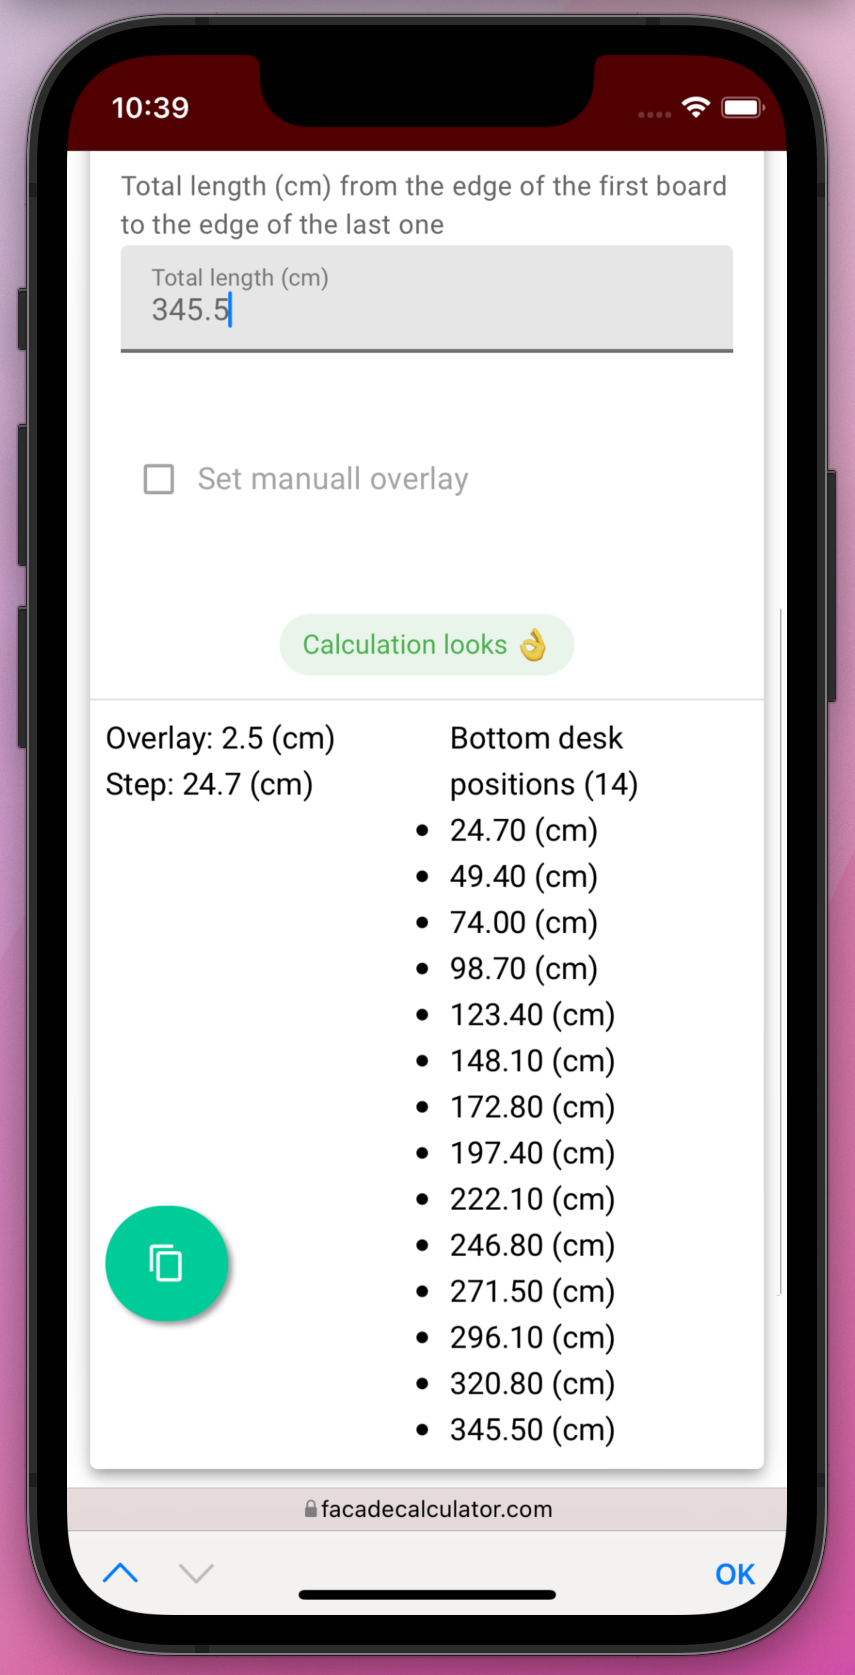 10:39
Total length (cm) from the edge of the first board
to the edge of the last one
Total length (cm)
345.5
Set manuall overlay
Calculation looks 👌
Overlay: 2.5 (cm)
Step: 24.7 (cm)
Bottom desk
positions (14)
24.70 (cm)
49.40 (cm)
74.00 (cm)
98.70 (cm)
123.40 (cm)
148.10 (cm)
172.80 (cm)
197.40 (cm)
222.10 (cm)
246.80 (cm)
271.50 (cm)
296.10 (cm)
320.80 (cm)
345.50 (cm)
facadecalculator.com
OK